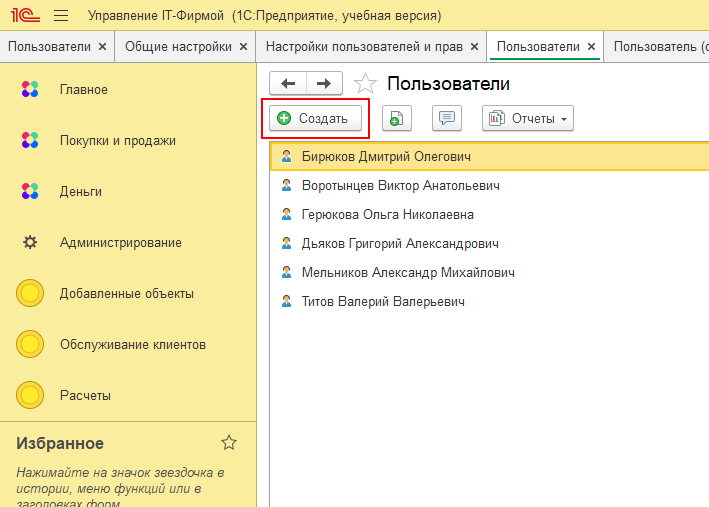 1С Управление IT-Фирмой (1С:Предприятие, учебная версия)
Пользователи × Общие настройки × Настройки пользователей и прав × Пользователи × Пользователь (с
Главное
Покупки и продажи
Деньги
Администрирование
Добавленные объекты
Обслуживание клиентов
Расчеты
Избранное
Нажимайте на значок звездочка в
истории, меню функций или в
заголовках форм
Пользователи
Создать Отчеты
Бирюков Дмитрий Олегович
Воротынцев Виктор Анатольевич
Герюкова Ольга Николаевна
Дьяков Григорий Александрович
Мельников Александр Михайлович
Титов Валерий Валерьевич